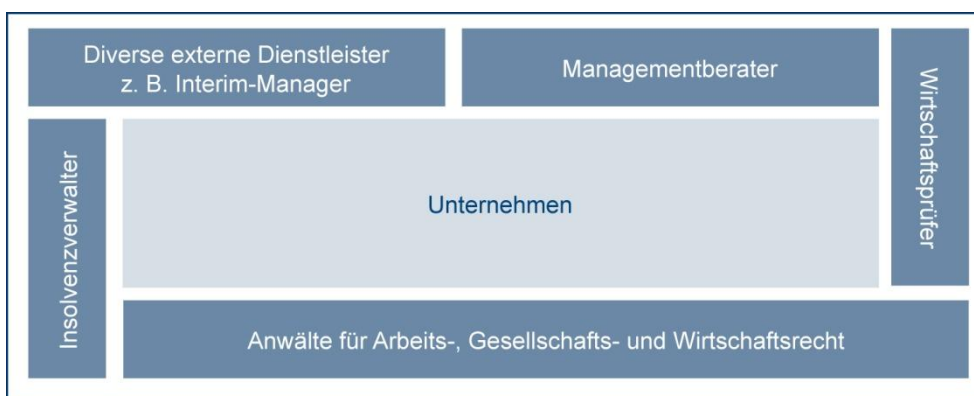 Diverse externe Dienstleister
z. B. Interim-Manager
Managementberater
Wirtschaftsprüfer
Insolvenzverwalter
Unternehmen
Anwälte für Arbeits-, Gesellschafts- und Wirtschaftsrecht